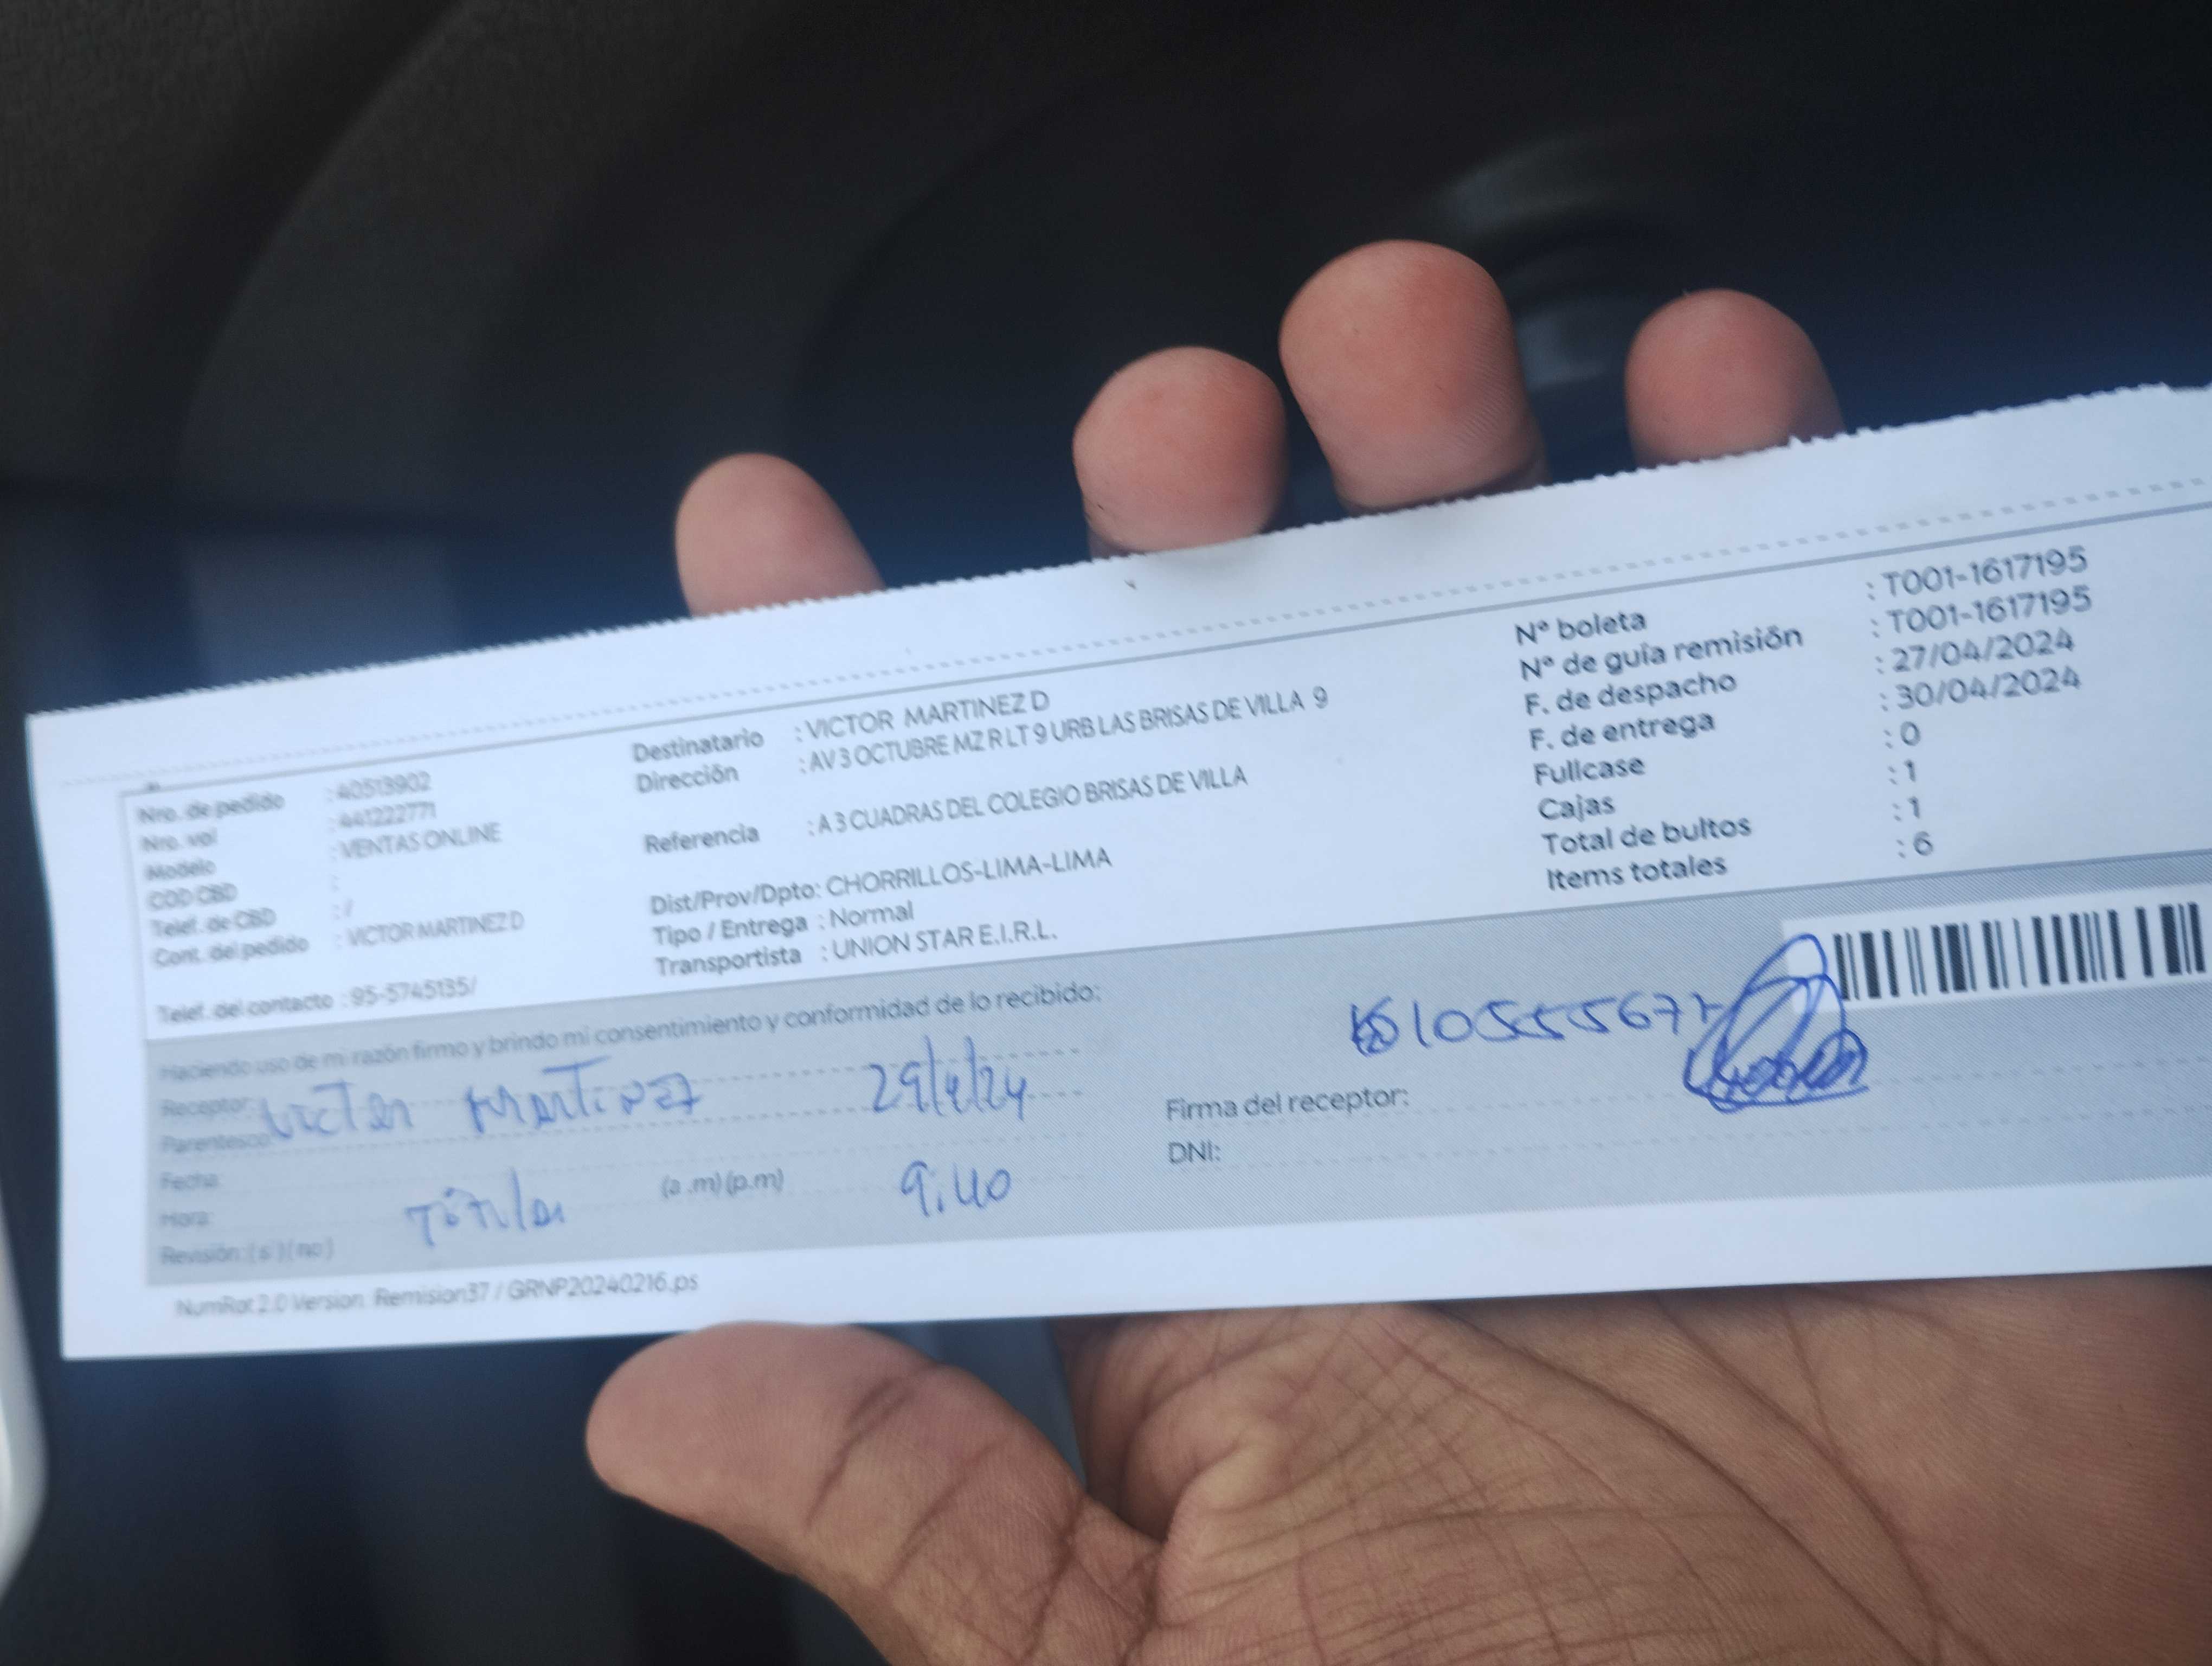 Nro. de pedido : 40513902
Nro. vol : 441222771
Modelo : VENTAS ONLINE
COD CBD :
Telef. de CBD : /
Cont. del pedido : VICTOR MARTINEZ D
Telef. del contacto : 95-5745135/
Destinatario : VICTOR MARTINEZ D
Dirección : AV 3 OCTUBRE MZ R LT 9 URB LAS BRISAS DE VILLA 9
Referencia : A 3 CUADRAS DEL COLEGIO BRISAS DE VILLA
Dist/Prov/Dpto: CHORRILLOS-LIMA-LIMA
Tipo / Entrega : Normal
Transportista : UNION STAR E.I.R.L.
N° boleta : T001-1617195
N° de guía remisión : T001-1617195
F. de despacho : 27/04/2024
F. de entrega : 30/04/2024
Fullcase : 0
Cajas : 1
Total de bultos : 1
Items totales : 6
Haciendo uso de mi razón firmo y brindo mi consentimiento y conformidad de lo recibido:
Receptor: Victor Martinez 29/4/24
Parentesco:
Fecha:
Hora: (a .m) (p.m) 9:40
Revisión: ( si ) ( no )
Firma del receptor:
DNI:
NumRot 2.0 Version: Remision37 / GRNP20240216.ps